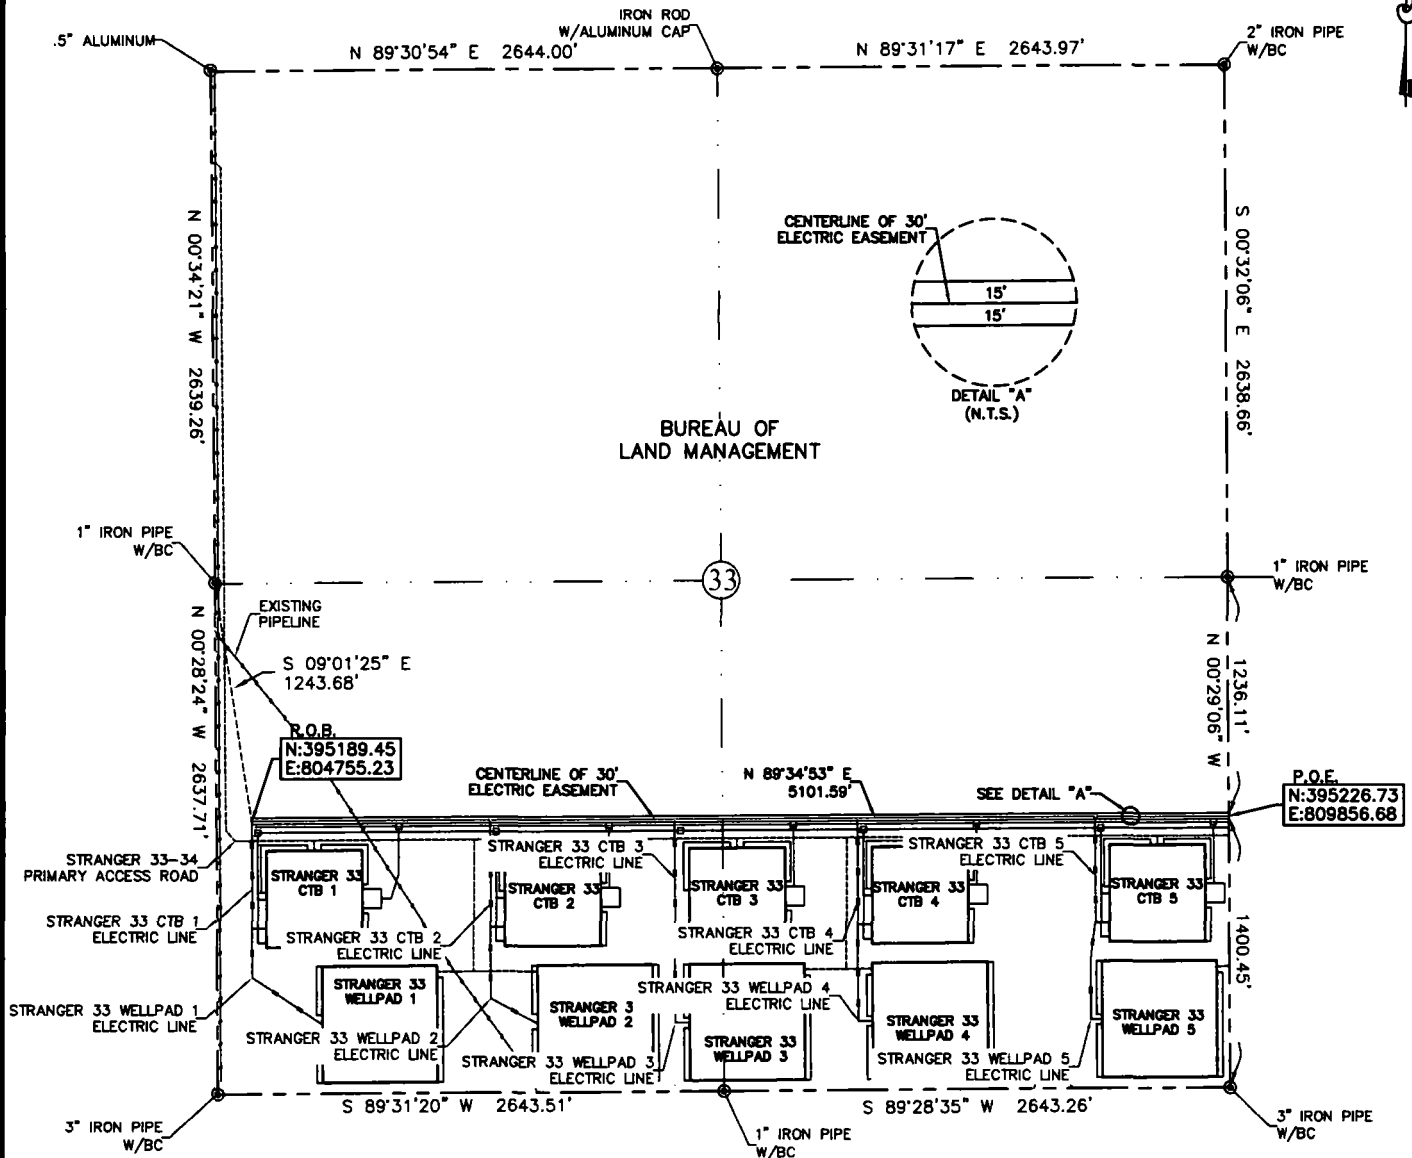 IRON ROD
W/ALUMINUM CAP
.5" ALUMINUM
N 89°30'54" E 2644.00'
N 89°31'17" E 2643.97'
2" IRON PIPE
W/BC
N 00°34'21" W 2639.26'
S 00°32'06" E 2638.66'
CENTERLINE OF 30'
ELECTRIC EASEMENT
15'
15'
DETAIL "A"
(N.T.S.)
BUREAU OF
LAND MANAGEMENT
1" IRON PIPE
W/BC
33
1" IRON PIPE
W/BC
EXISTING
PIPELINE
S 09°01'25" E
1243.68'
N 00°28'24" W 2637.71'
N 00°29'06" W
1236.11'
P.O.B.
N:395189.45
E:804755.23
CENTERLINE OF 30'
ELECTRIC EASEMENT
N 89°34'53" E
5101.59'
SEE DETAIL "A"
P.O.E.
N:395226.73
E:809856.68
STRANGER 33-34
PRIMARY ACCESS ROAD
STRANGER 33
CTB 1
STRANGER 33 CTB 3
ELECTRIC LINE
STRANGER 33
CTB 2
STRANGER 33
CTB 3
STRANGER 33
CTB 4
STRANGER 33 CTB 5
ELECTRIC LINE
STRANGER 33
CTB 5
STRANGER 33 CTB 1
ELECTRIC LINE
STRANGER 33 CTB 2
ELECTRIC LINE
STRANGER 33 CTB 4
ELECTRIC LINE
1400.45'
STRANGER 33
WELLPAD 1
STRANGER 33 WELLPAD 4
ELECTRIC LINE
STRANGER 33 WELLPAD 1
ELECTRIC LINE
STRANGER 3
WELLPAD 2
STRANGER 33
WELLPAD 4
STRANGER 33
WELLPAD 5
STRANGER 33 WELLPAD 2
ELECTRIC LINE
STRANGER 33
WELLPAD 3
STRANGER 33 WELLPAD 3
ELECTRIC LINE
STRANGER 33 WELLPAD 5
ELECTRIC LINE
S 89°31'20" W 2643.51'
S 89°28'35" W 2643.26'
3" IRON PIPE
W/BC
1" IRON PIPE
W/BC
3" IRON PIPE
W/BC